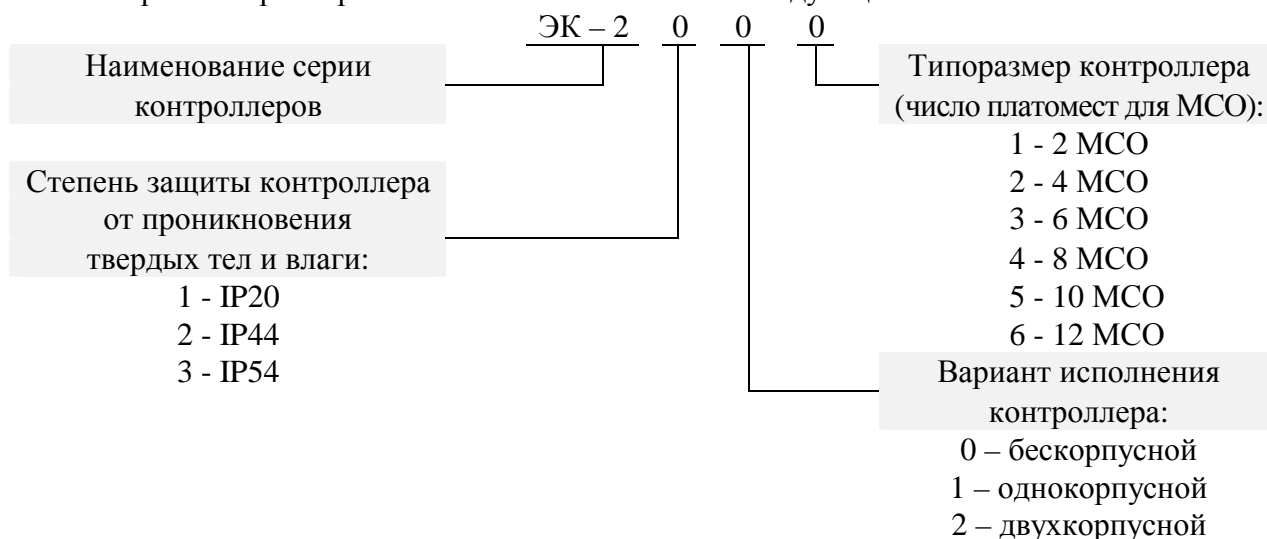 ЭК – 2 0 0 0
Наименование серии
контроллеров
Степень защиты контроллера
от проникновения
твердых тел и влаги:
1 - IP20
2 - IP44
3 - IP54
Типоразмер контроллера
(число платомест для МСО):
1 - 2 МСО
2 - 4 МСО
3 - 6 МСО
4 - 8 МСО
5 - 10 МСО
6 - 12 МСО
Вариант исполнения
контроллера:
0 – бескорпусной
1 – однокорпусной
2 – двухкорпусной